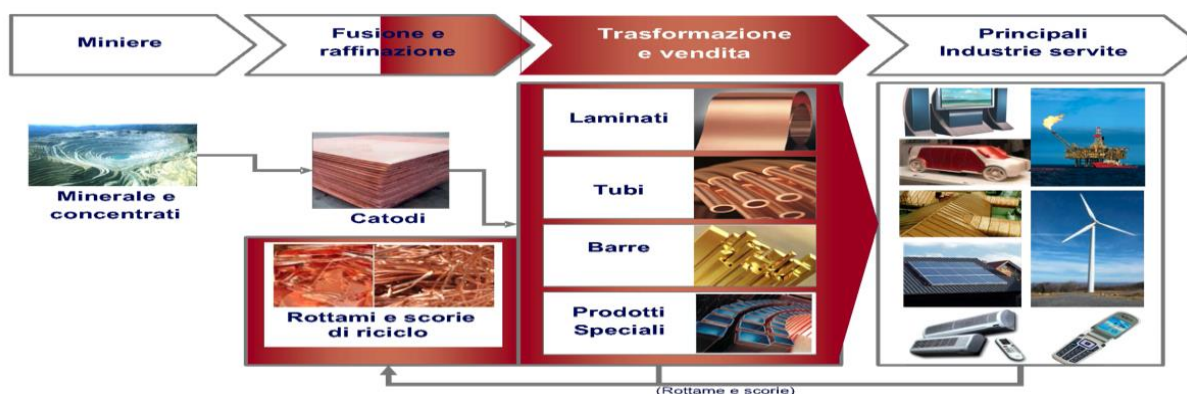 Miniere
Fusione e
raffinazione
Trasformazione
e vendita
Principali
Industrie servite
Minerale e
concentrati
Catodi
Rottami e scorie
di riciclo
Laminati
Tubi
Barre
Prodotti
Speciali
(Rottame e scorie)